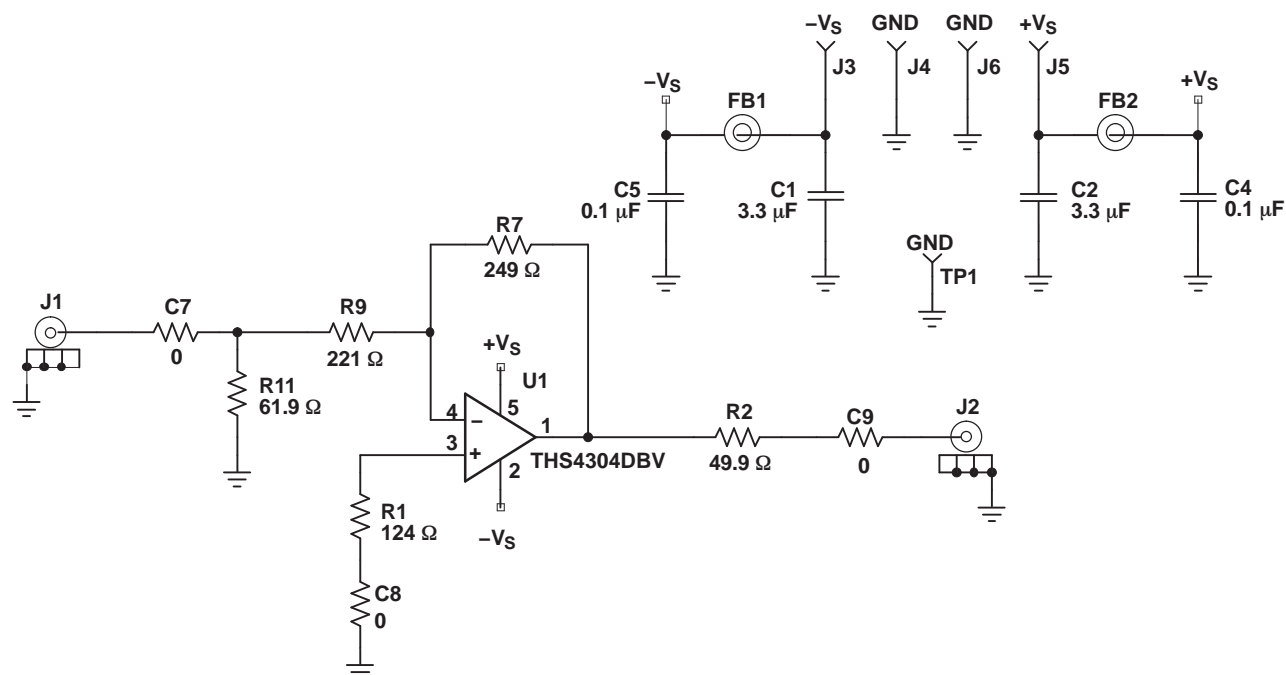 −VS
GND
GND
+VS
J3
J4
J6
J5
−VS
FB1
FB2
+VS
C5
0.1 μF
C1
3.3 μF
C2
3.3 μF
C4
0.1 μF
GND
TP1
R7
249 Ω
J1
C7
0
R9
221 Ω
R11
61.9 Ω
+VS
U1
5
4
−
3
+
1
2
THS4304DBV
−VS
R2
49.9 Ω
C9
0
J2
R1
124 Ω
C8
0